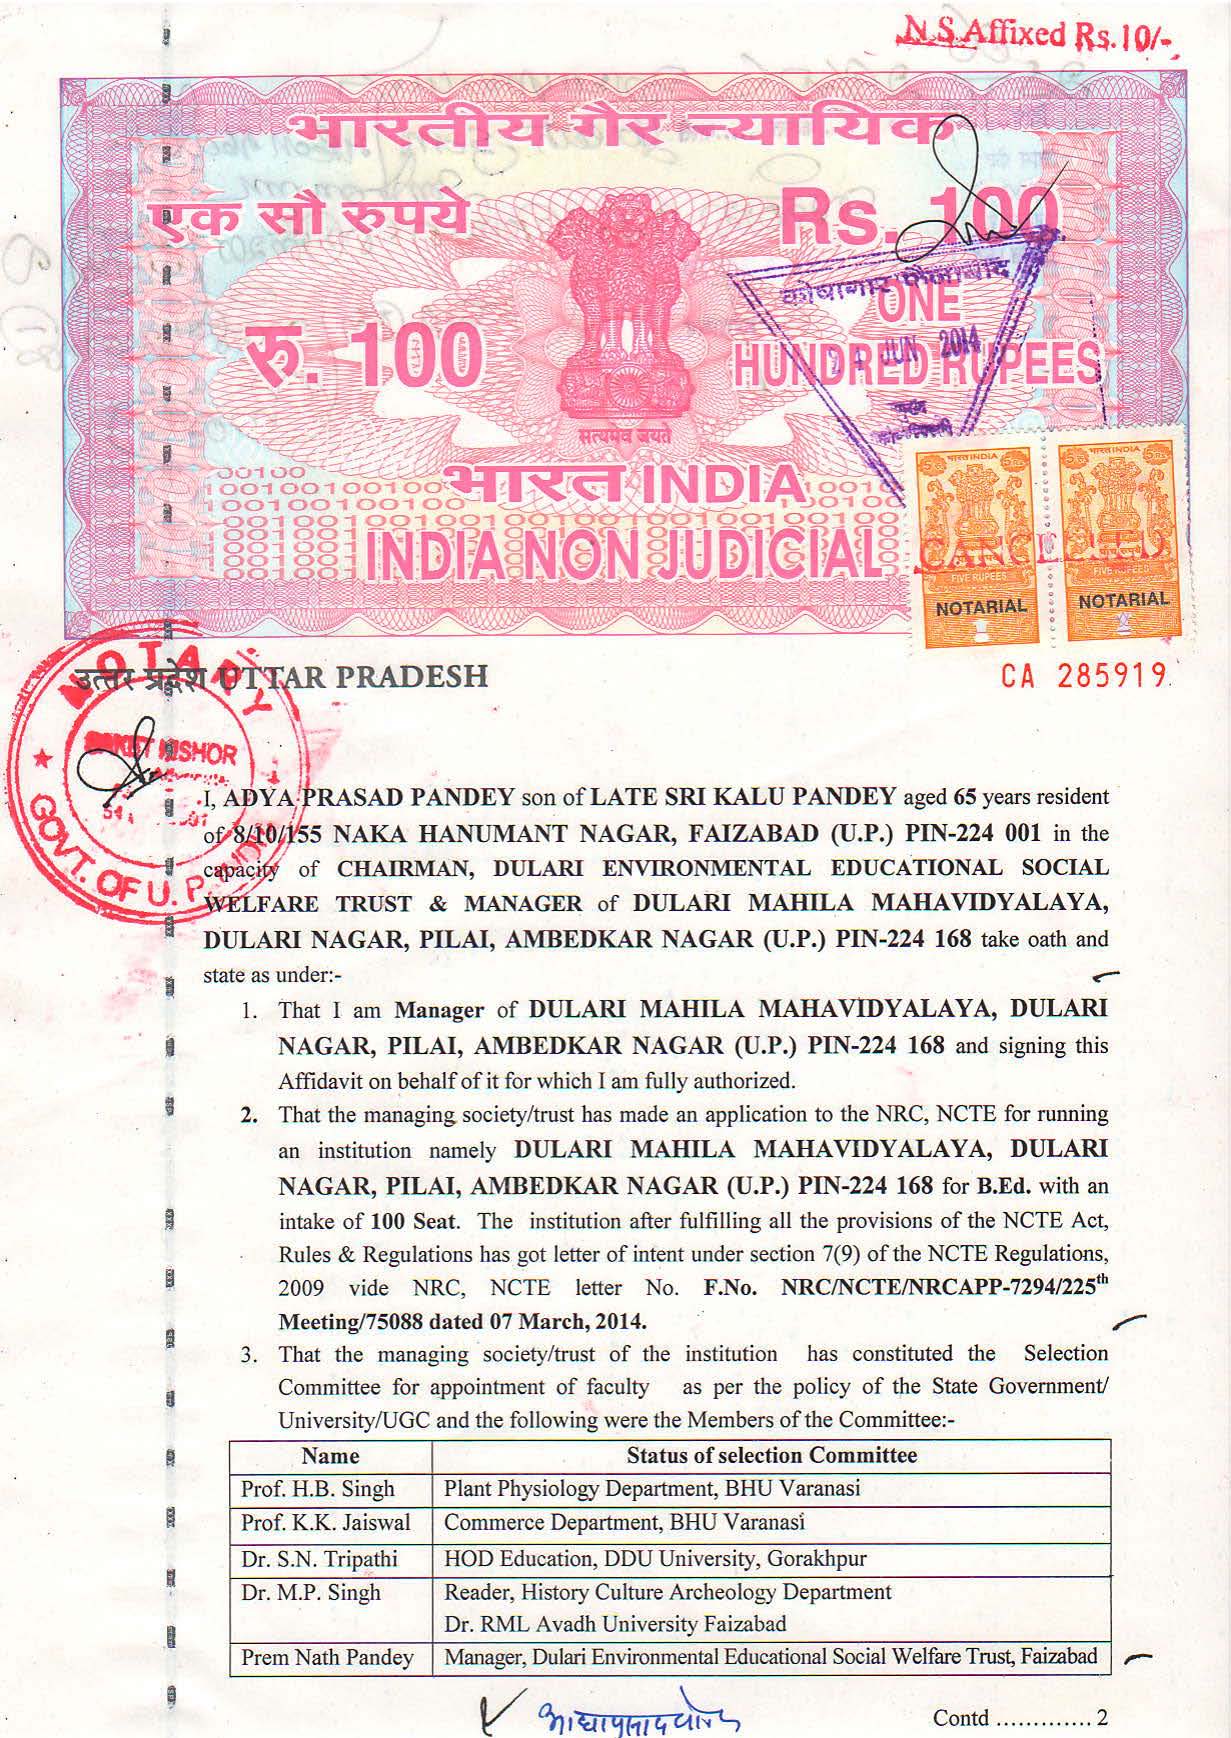 N.S. Affixed Rs.10/-
भारतीय गैर न्यायिक
एक सौ रुपये
Rs. 100
रु. 100
ONE
HUNDRED RUPEES
कोषागार फैजाबाद
JUN 2014
सत्यमेव जयते
भारत INDIA
INDIA NON JUDICIAL
भारत INDIA
भारत INDIA
CANCELLED
FIVE RUPEES
FIVE RUPEES
NOTARIAL
NOTARIAL
उत्तर प्रदेश UTTAR PRADESH
CA 285919
NOTARY
KISHOR
GOVT. OF U.P. INDIA
I, ADYA PRASAD PANDEY son of LATE SRI KALU PANDEY aged 65 years resident
of 8/10/155 NAKA HANUMANT NAGAR, FAIZABAD (U.P.) PIN-224 001 in the
capacity of CHAIRMAN, DULARI ENVIRONMENTAL EDUCATIONAL SOCIAL
WELFARE TRUST & MANAGER of DULARI MAHILA MAHAVIDYALAYA,
DULARI NAGAR, PILAI, AMBEDKAR NAGAR (U.P.) PIN-224 168 take oath and
state as under:-
1. That I am Manager of DULARI MAHILA MAHAVIDYALAYA, DULARI
NAGAR, PILAI, AMBEDKAR NAGAR (U.P.) PIN-224 168 and signing this
Affidavit on behalf of it for which I am fully authorized.
2. That the managing society/trust has made an application to the NRC, NCTE for running
an institution namely DULARI MAHILA MAHAVIDYALAYA, DULARI
NAGAR, PILAI, AMBEDKAR NAGAR (U.P.) PIN-224 168 for B.Ed. with an
intake of 100 Seat. The institution after fulfilling all the provisions of the NCTE Act,
Rules & Regulations has got letter of intent under section 7(9) of the NCTE Regulations,
2009 vide NRC, NCTE letter No. F.No. NRC/NCTE/NRCAPP-7294/225th
Meeting/75088 dated 07 March, 2014.
3. That the managing society/trust of the institution has constituted the Selection
Committee for appointment of faculty as per the policy of the State Government/
University/UGC and the following were the Members of the Committee:-
Name Status of selection Committee
Prof. H.B. Singh Plant Physiology Department, BHU Varanasi
Prof. K.K. Jaiswal Commerce Department, BHU Varanasi
Dr. S.N. Tripathi HOD Education, DDU University, Gorakhpur
Dr. M.P. Singh Reader, History Culture Archeology Department
Dr. RML Avadh University Faizabad
Prem Nath Pandey Manager, Dulari Environmental Educational Social Welfare Trust, Faizabad
Contd ............. 2